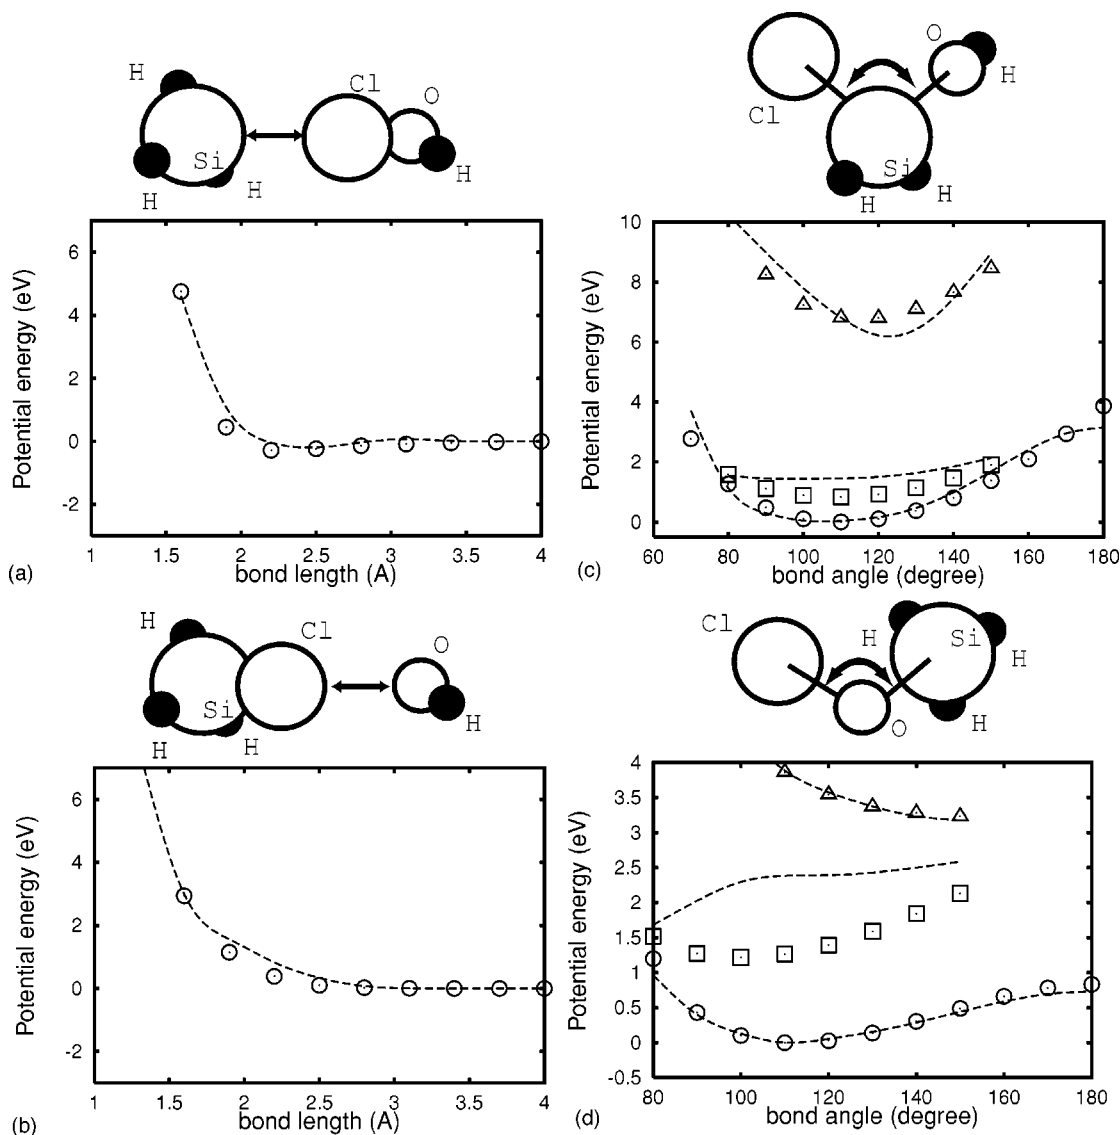 H
Cl
O
Si
H
H
H
Potential energy (eV)
6
4
2
0
-2
1
1.5
2
2.5
3
3.5
4
bond length (A)
(a)
O
H
Cl
Si
H
H
Potential energy (eV)
10
8
6
4
2
0
60
80
100
120
140
160
180
bond angle (degree)
(c)
H
Cl
O
Si
H
H
H
Potential energy (eV)
6
4
2
0
-2
1
1.5
2
2.5
3
3.5
4
bond length (A)
(b)
Cl
H
Si
H
H
O
Potential energy (eV)
4
3.5
3
2.5
2
1.5
1
0.5
0
-0.5
80
100
120
140
160
180
bond angle (degree)
(d)